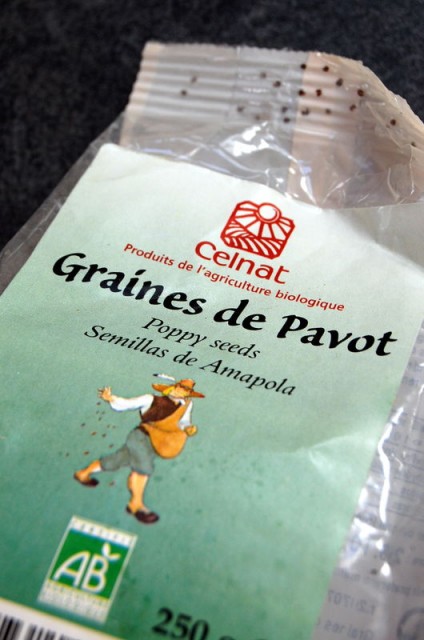 Celnat
Produits de l'agriculture biologique
Graines de Pavot
Poppy seeds
Semillas de Amapola
AB
250 g